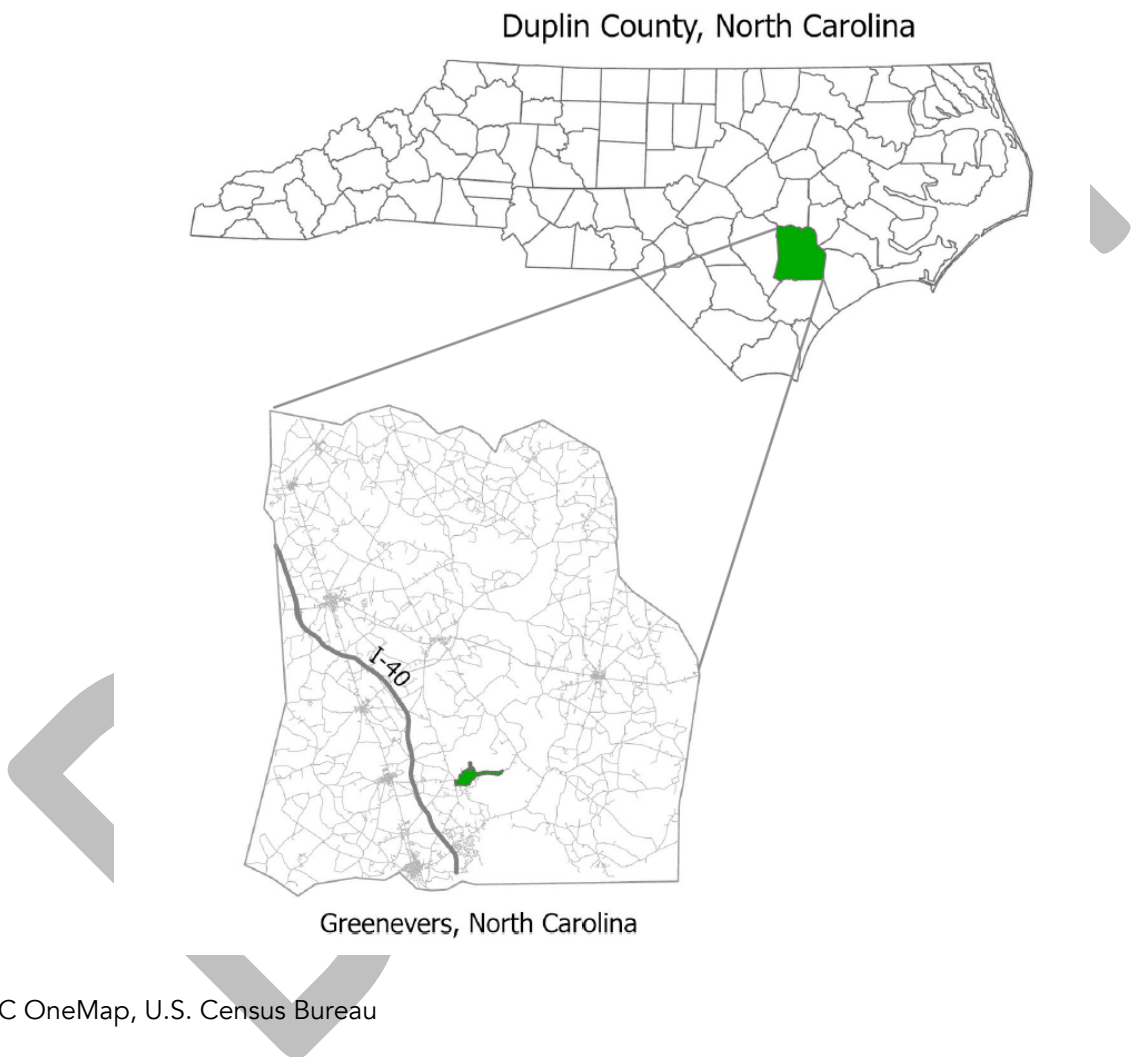 Duplin County, North Carolina
I-40
Greenevers, North Carolina
C OneMap, U.S. Census Bureau